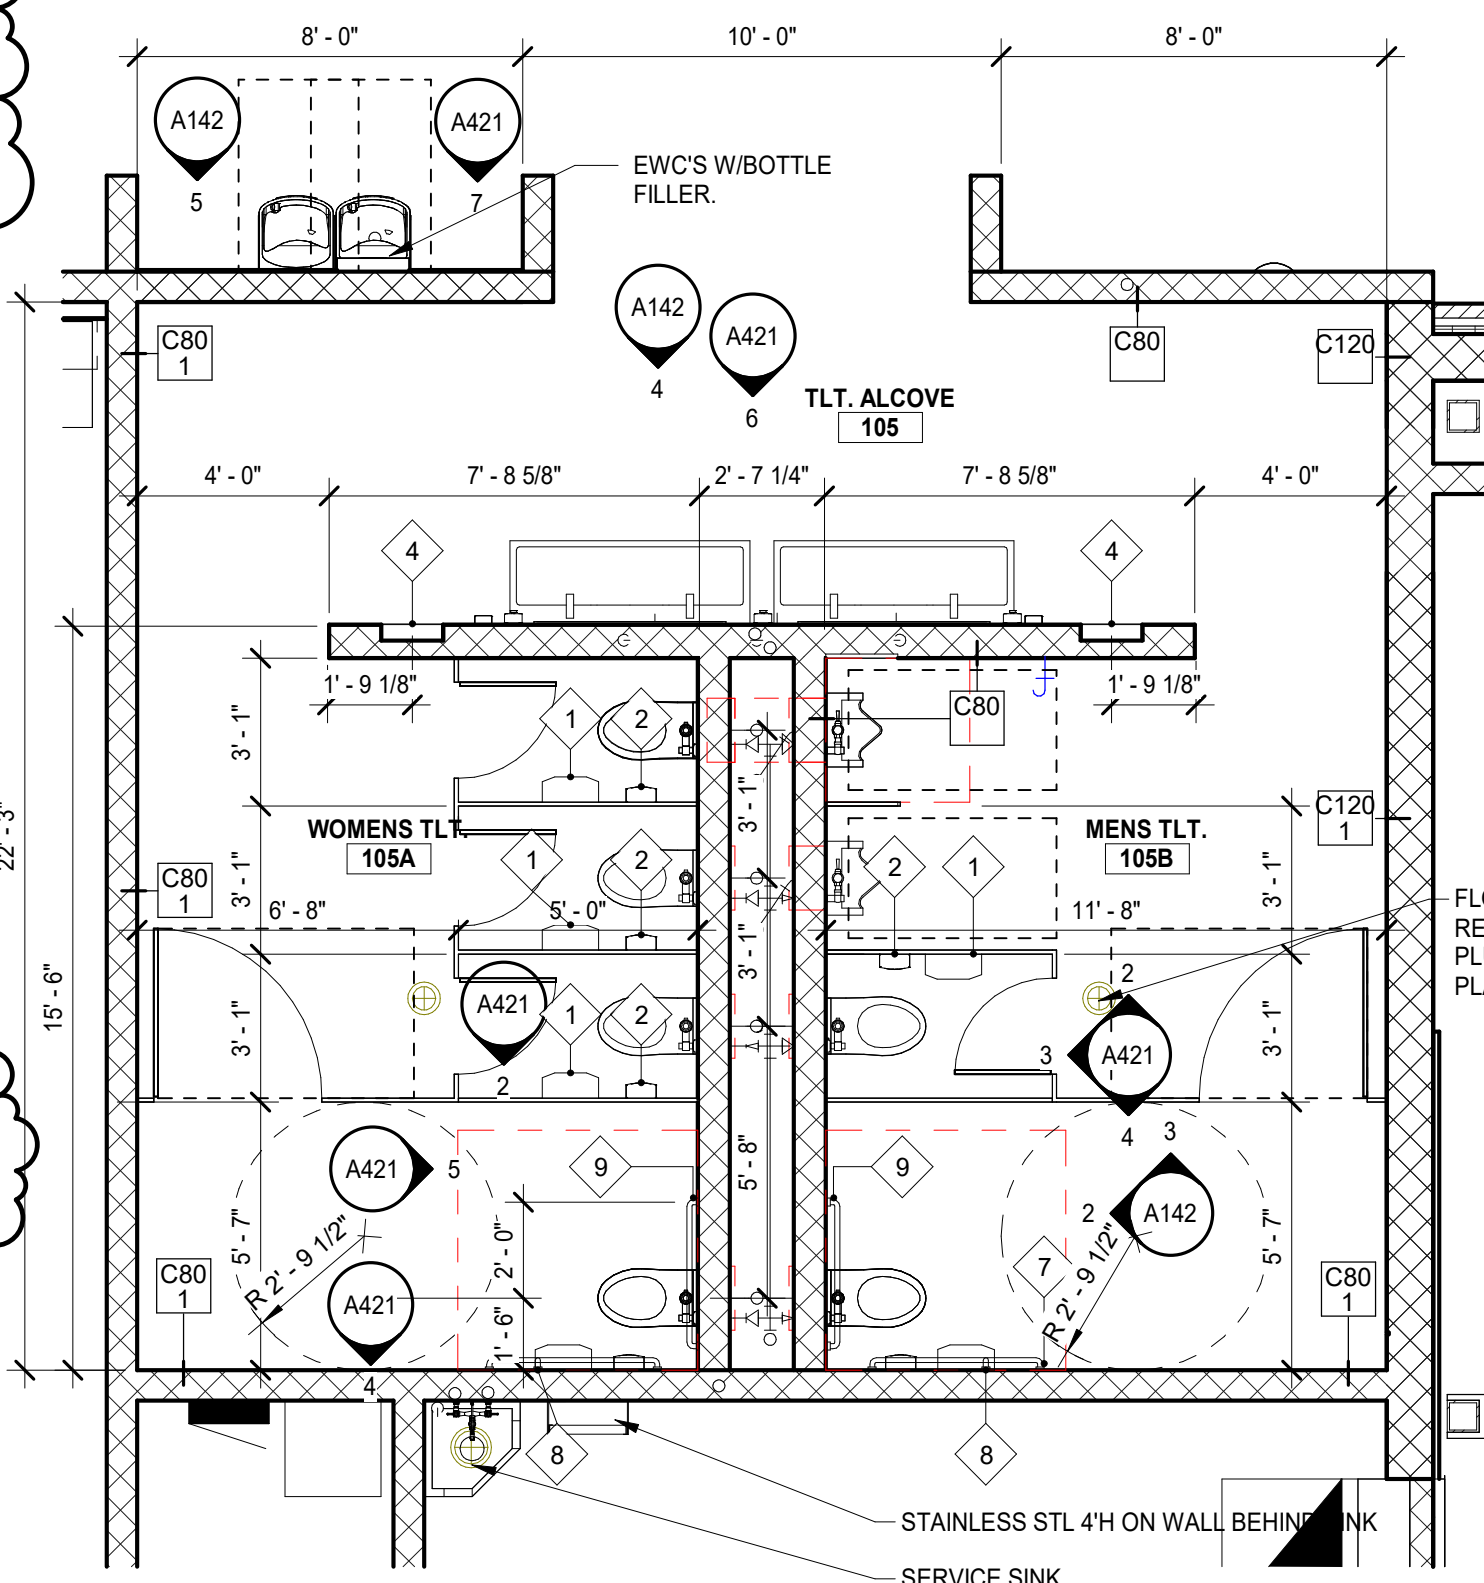 8' - 0"
10' - 0"
8' - 0"
A142
5
A421
7
EWC'S W/BOTTLE
FILLER.
A142
4
A421
6
C80
1
C80
C120
TLT. ALCOVE
105
4' - 0"
7' - 8 5/8"
2' - 7 1/4"
7' - 8 5/8"
4' - 0"
4
4
1' - 9 1/8"
1' - 9 1/8"
3' - 1"
1
2
C80
3' - 1"
22' - 3"
WOMENS TLT.
105A
1
2
2
1
MENS TLT.
105B
C120
1
C80
1
3' - 1"
3' - 1"
6' - 8"
5' - 0"
3' - 1"
11' - 8"
15' - 6"
3' - 1"
A421
2
1
2
2
3
A421
4
3' - 1"
A421
5
9
5' - 8"
9
3
2
A142
5' - 7"
R 2' - 9 1/2"
2' - 0"
7
R 2' - 9 1/2"
5' - 7"
C80
1
A421
4
1' - 6"
C80
1
8
8
STAINLESS STL 4'H ON WALL BEHIND
SERVICE SINK